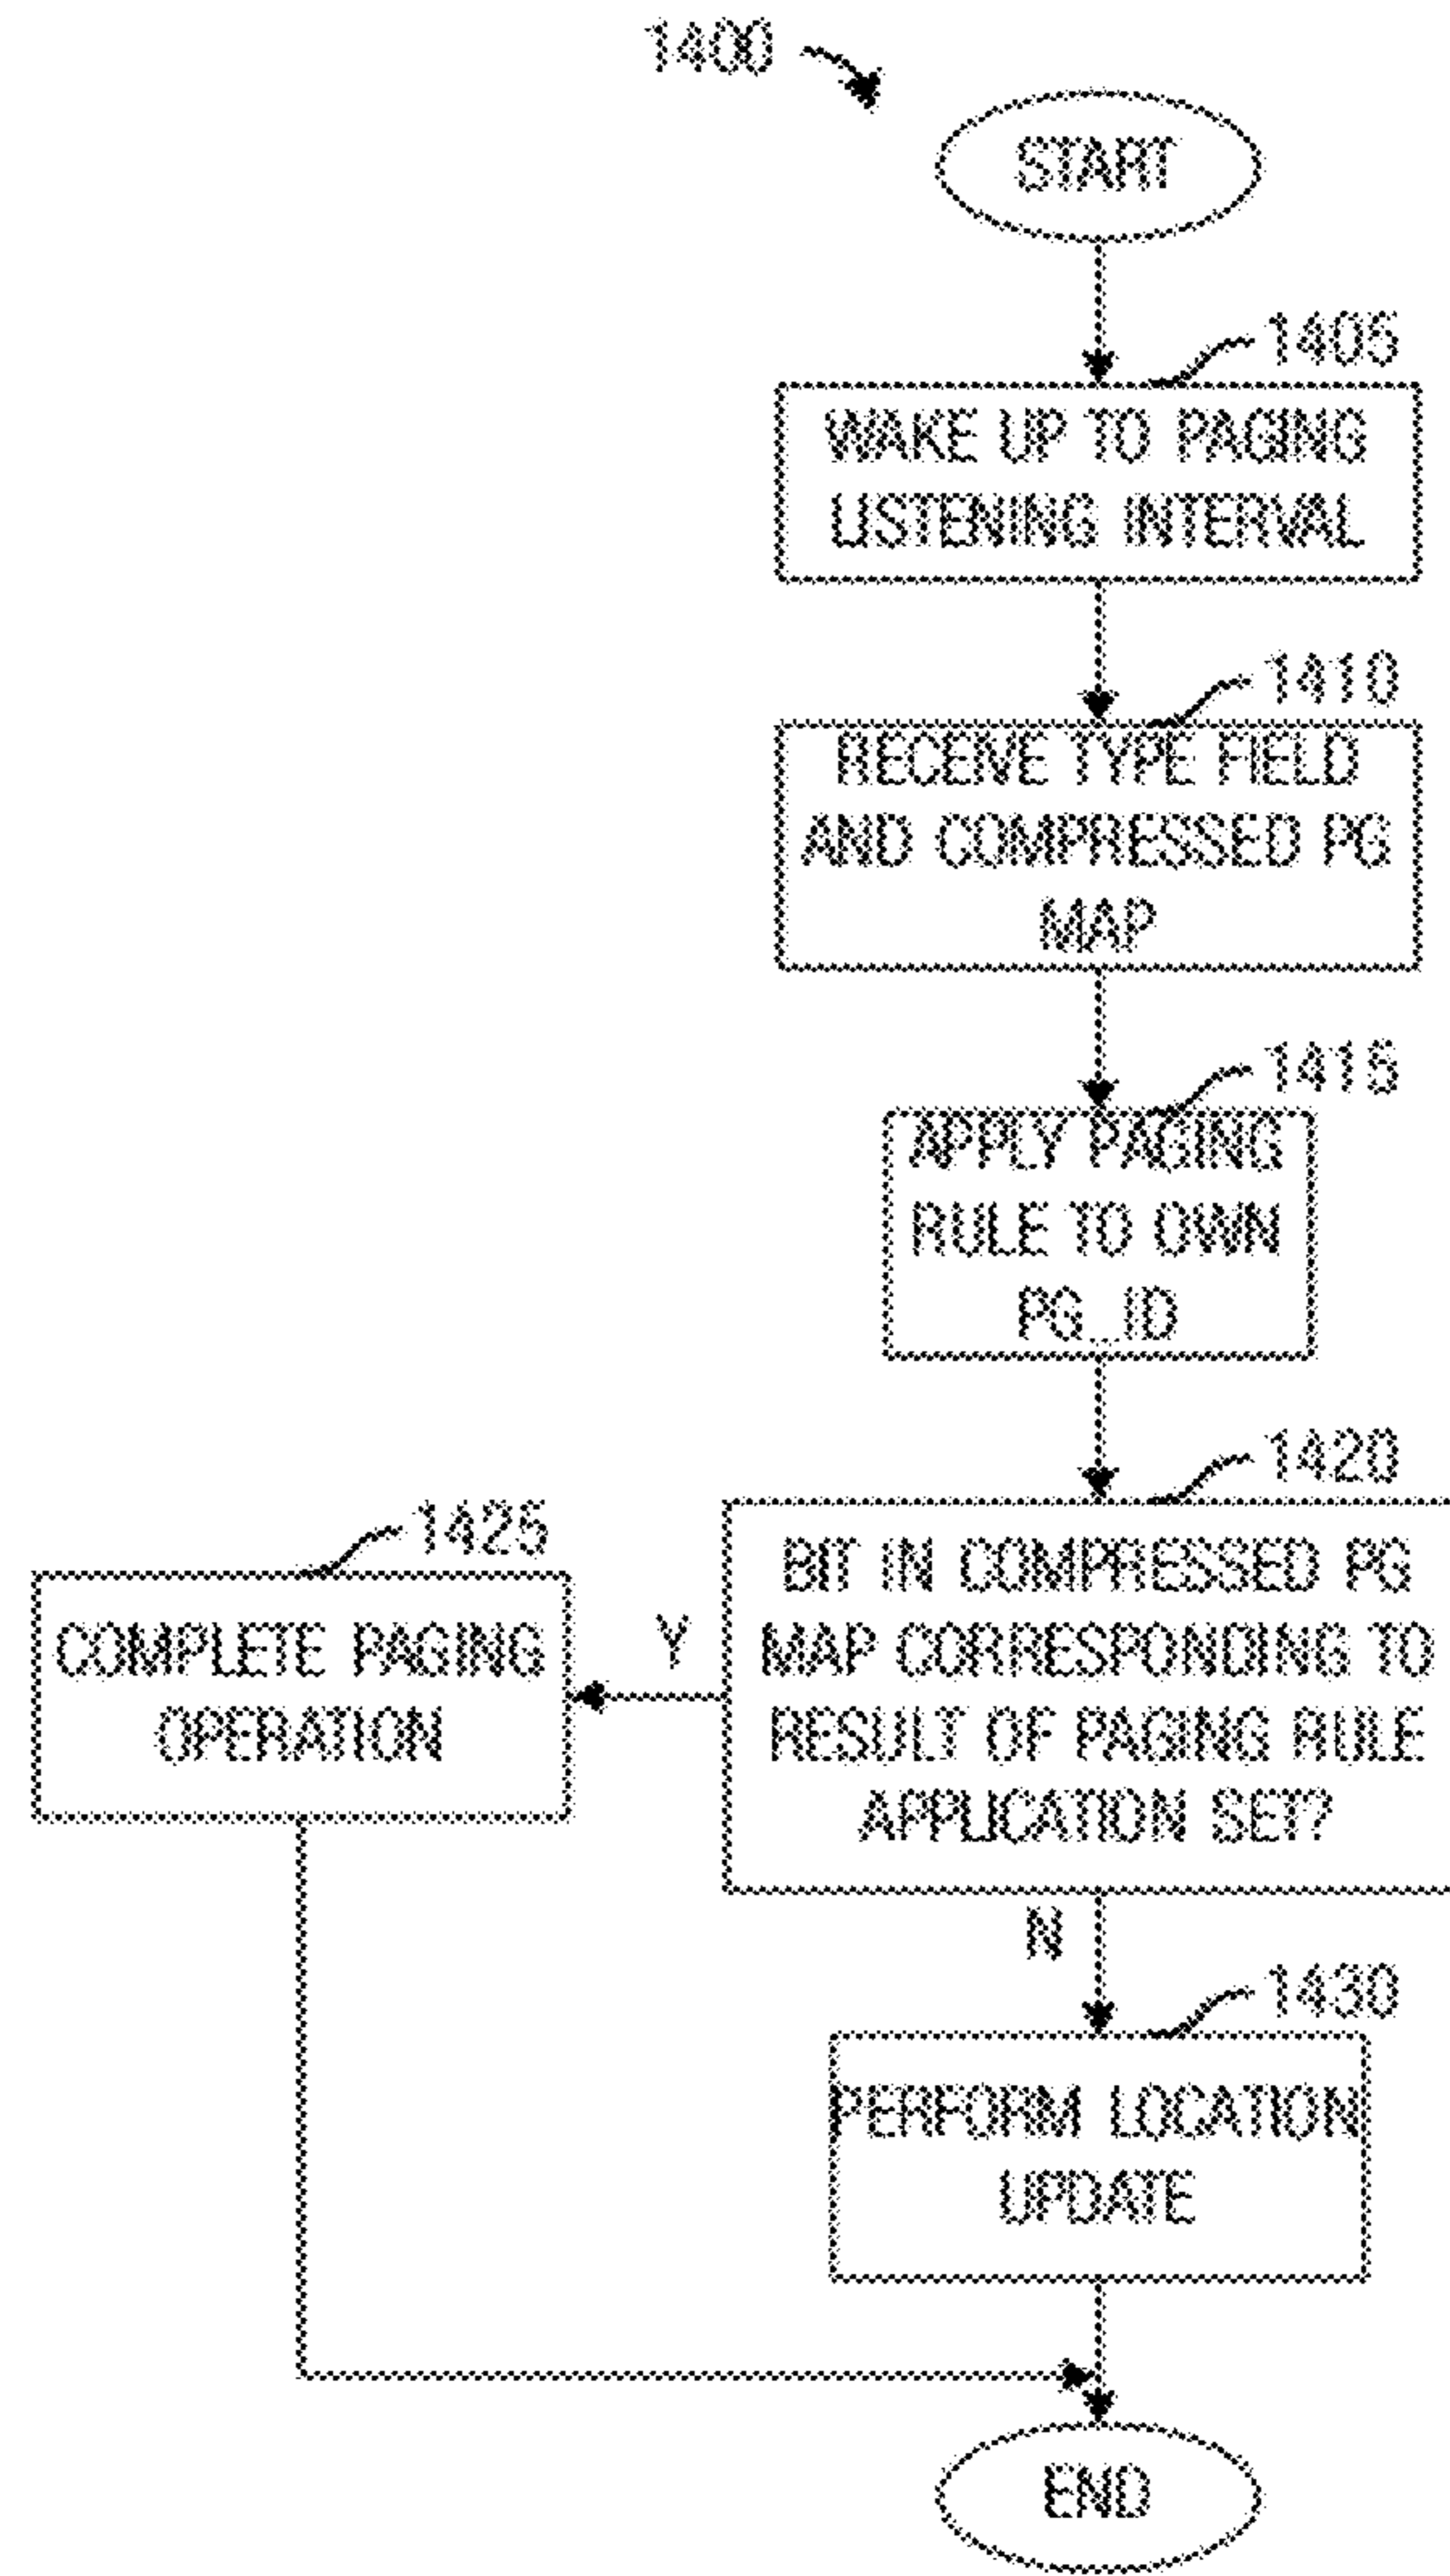 1400
START
1405
WAKE UP TO PAGING
LISTENING INTERVAL
1410
RECEIVE TYPE FIELD
AND COMPRESSED PG
MAP
1415
APPLY PAGING
RULE TO OWN
PG_ID
1420
BIT IN COMPRESSED PG
MAP CORRESPONDING TO
RESULT OF PAGING RULE
APPLICATION SET?
Y
1425
COMPLETE PAGING
OPERATION
N
1430
PERFORM LOCATION
UPDATE
END